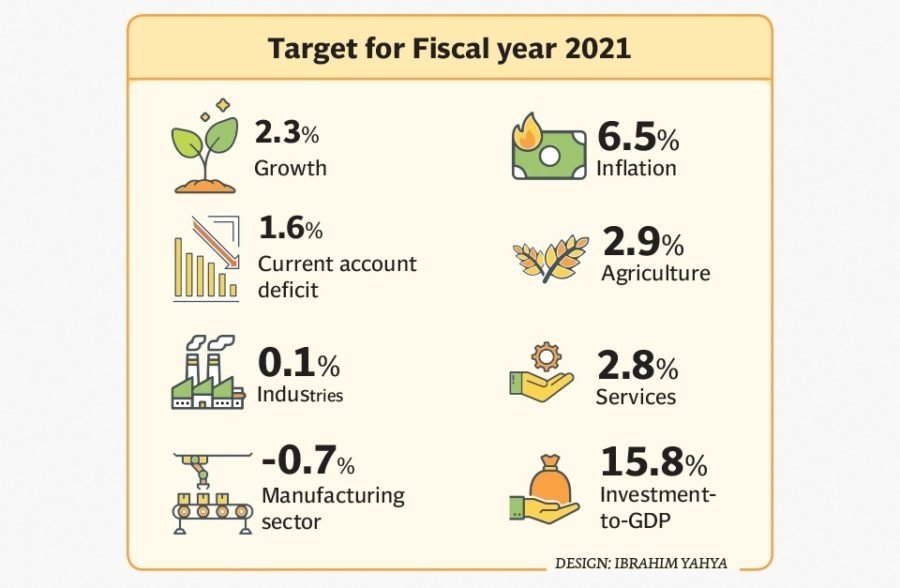 Target for Fiscal year 2021
2.3%
Growth
6.5%
Inflation
1.6%
Current account
deficit
2.9%
Agriculture
0.1%
Industries
2.8%
Services
-0.7%
Manufacturing
sector
15.8%
Investment-
to-GDP
DESIGN: IBRAHIM YAHYA